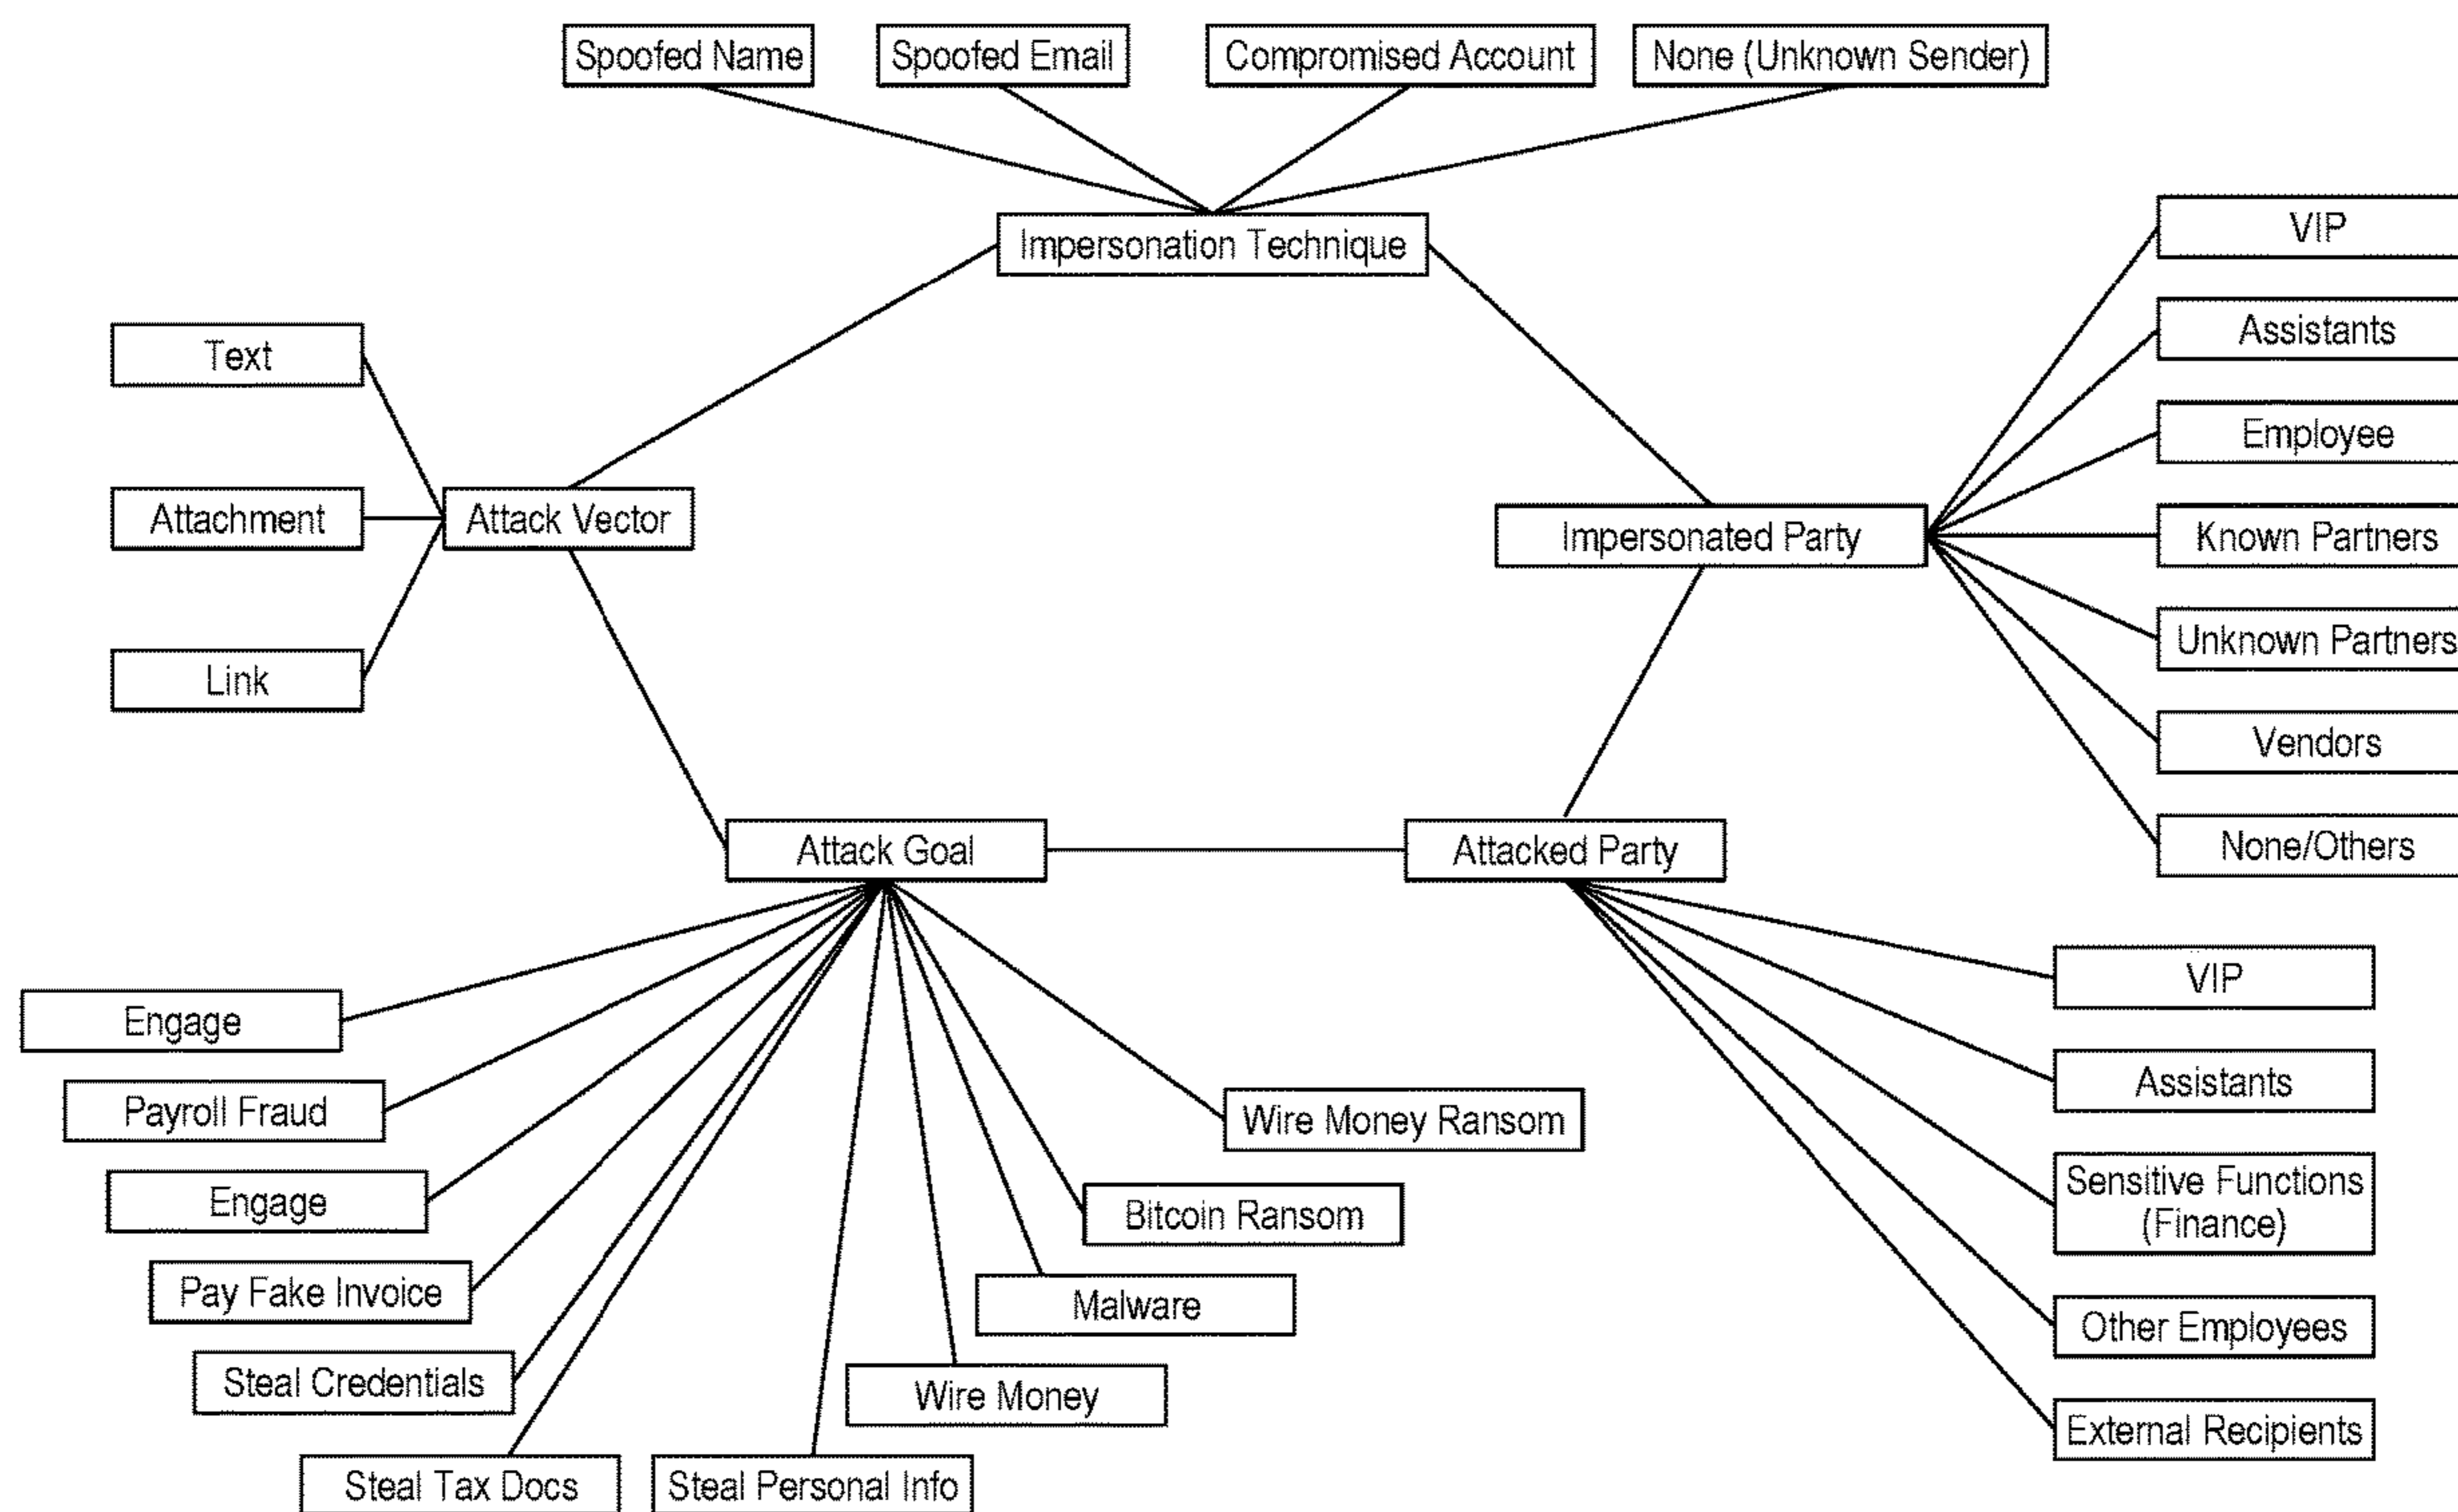 Spoofed Name
Spoofed Email
Compromised Account
None (Unknown Sender)
Impersonation Technique
Text
Attachment
Link
Attack Vector
Impersonated Party
VIP
Assistants
Employee
Known Partners
Unknown Partners
Vendors
None/Others
Attack Goal
Attacked Party
Engage
Payroll Fraud
Engage
Pay Fake Invoice
Steal Credentials
Steal Tax Docs
Steal Personal Info
Wire Money
Malware
Bitcoin Ransom
Wire Money Ransom
VIP
Assistants
Sensitive Functions
(Finance)
Other Employees
External Recipients